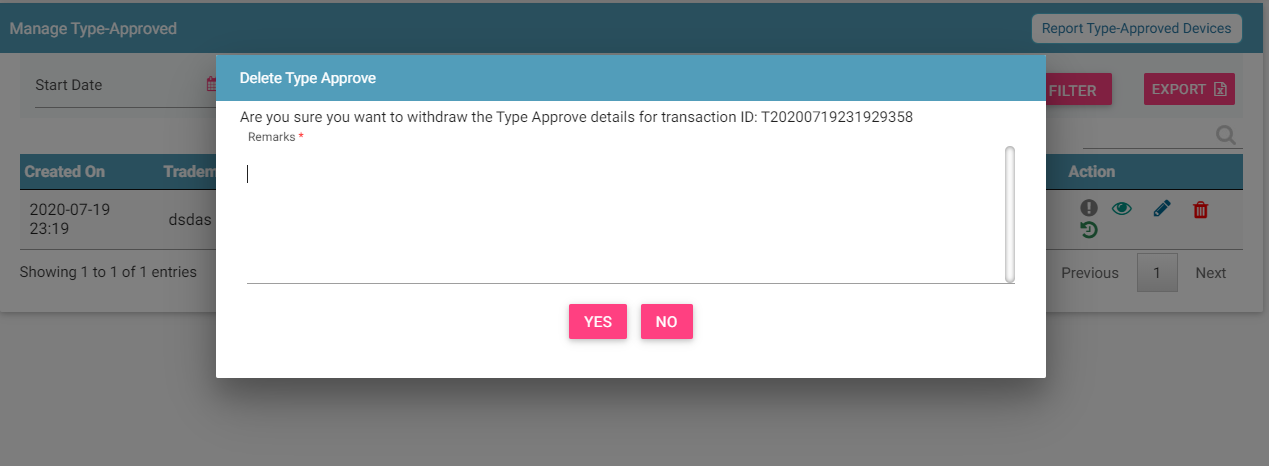 Manage Type-Approved
Report Type-Approved Devices
Delete Type Approve
Start Date
FILTER
EXPORT
Are you sure you want to withdraw the Type Approve details for transaction ID: T20200719231929358
Remarks *
Created On
Tradem
Action
2020-07-19
23:19
dsdas
Showing 1 to 1 of 1 entries
Previous
1
Next
YES
NO